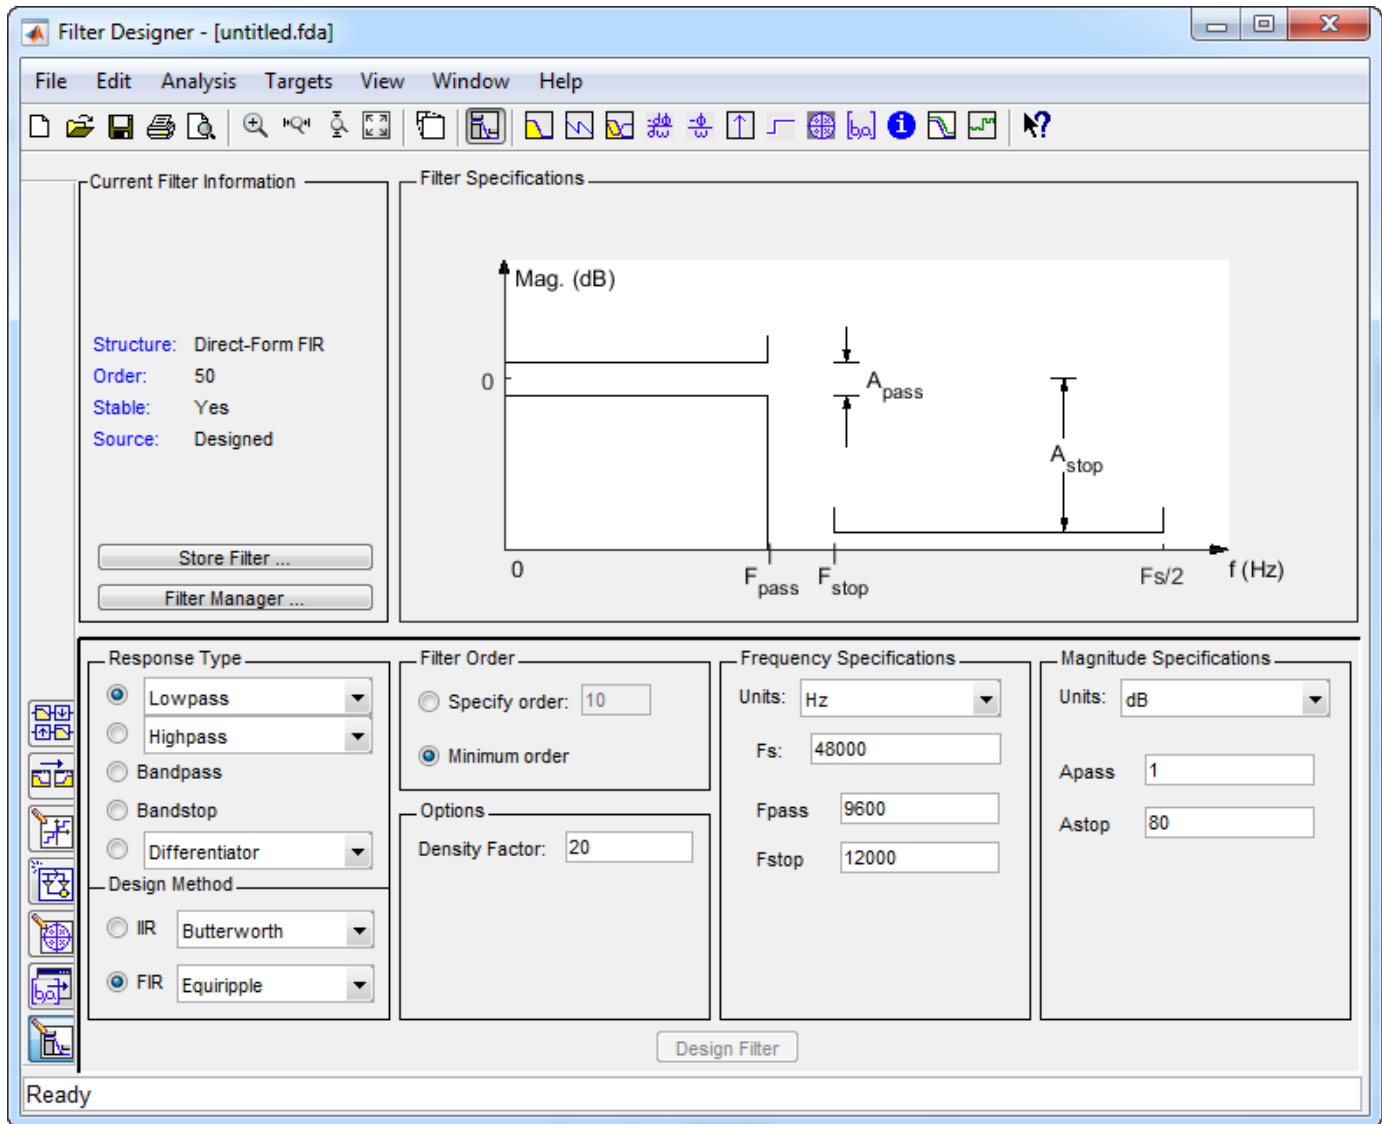 Filter Designer - [untitled.fda]
File Edit Analysis Targets View Window Help
Current Filter Information
Structure: Direct-Form FIR
Order: 50
Stable: Yes
Source: Designed
Store Filter ...
Filter Manager ...
Filter Specifications
Mag. (dB)
0
Apass
Astop
0
Fpass
Fstop
Fs/2
f (Hz)
Response Type
Lowpass
Highpass
Bandpass
Bandstop
Differentiator
Design Method
IIR Butterworth
FIR Equiripple
Filter Order
Specify order: 10
Minimum order
Options
Density Factor: 20
Frequency Specifications
Units: Hz
Fs: 48000
Fpass 9600
Fstop 12000
Magnitude Specifications
Units: dB
Apass 1
Astop 80
Design Filter
Ready